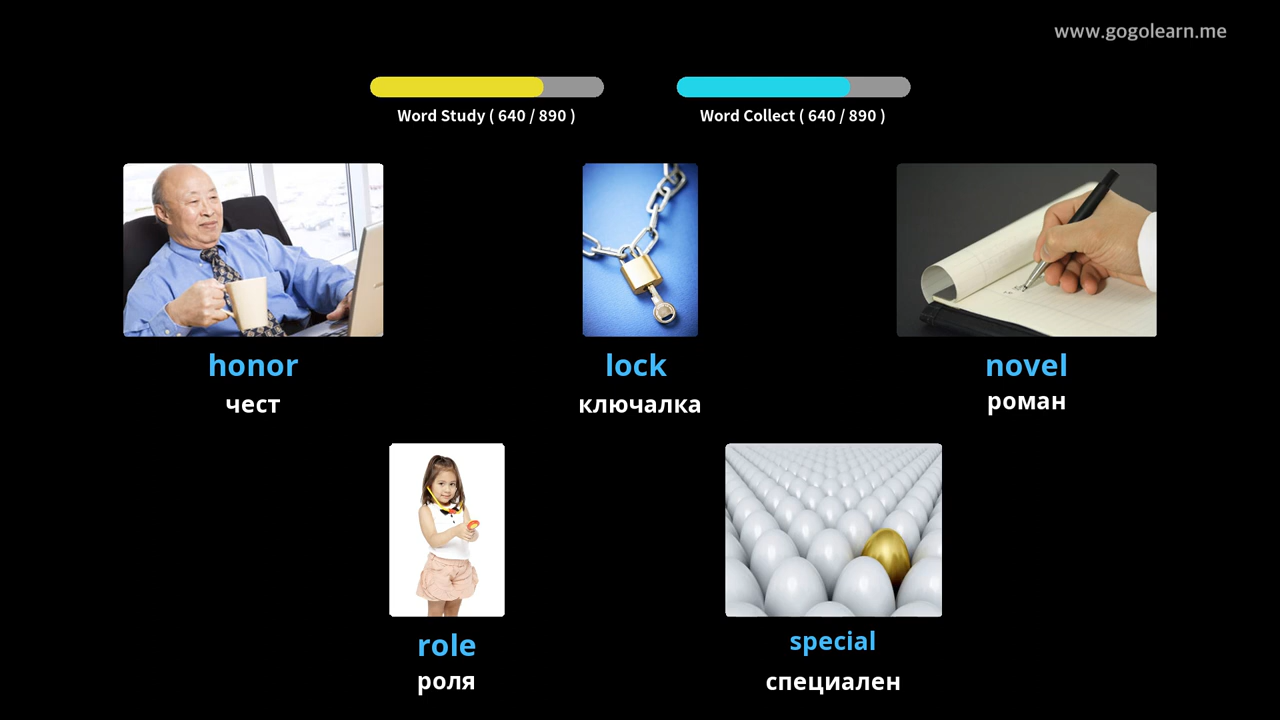 www.gogolearn.me
Word Study ( 640 / 890 )
Word Collect ( 640 / 890 )
honor
чест
lock
ключалка
novel
роман
role
роля
special
специален